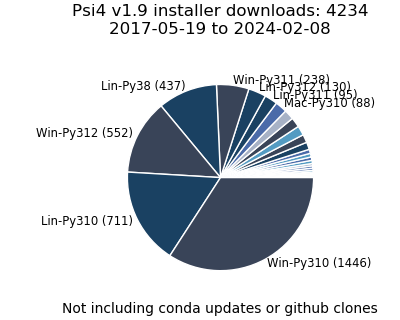 Psi4 v1.9 installer downloads: 4234
2017-05-19 to 2024-02-08
Win-Py311 (238)
Lin-Py312 (130)
Lin-Py311 (95)
Mac-Py310 (88)
Lin-Py38 (437)
Win-Py312 (552)
Lin-Py310 (711)
Win-Py310 (1446)
Not including conda updates or github clones